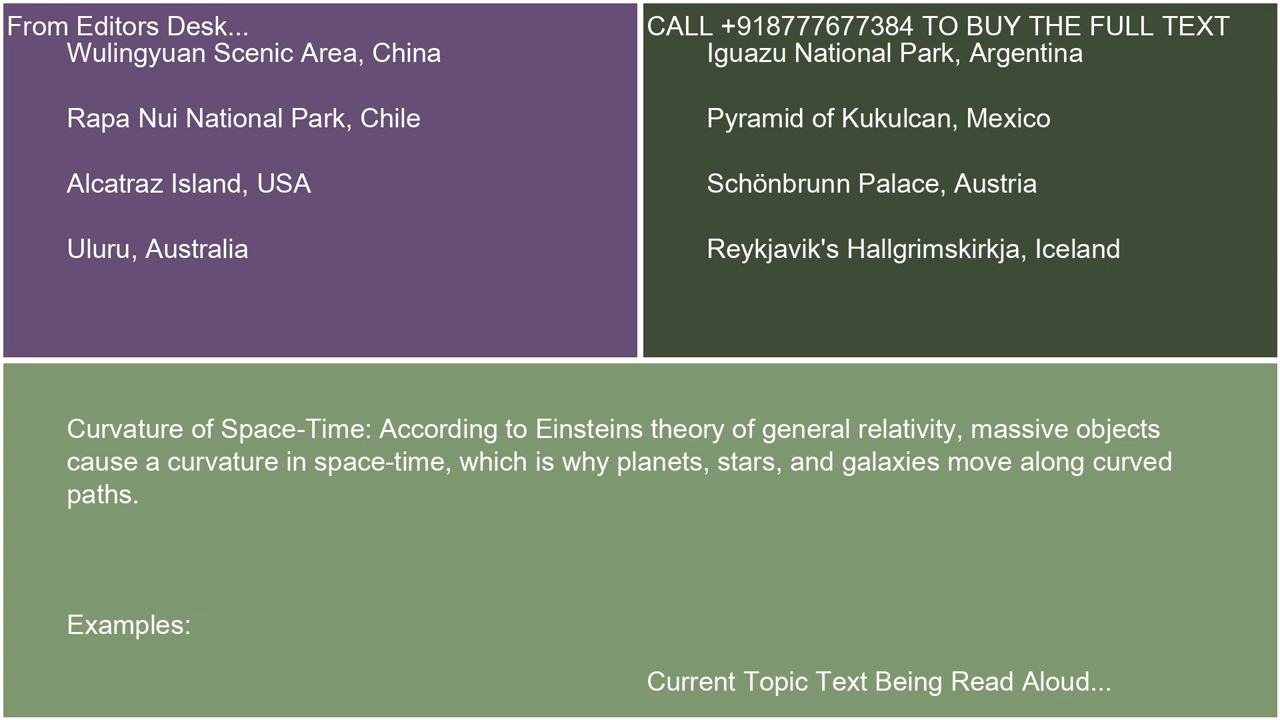 From Editors Desk...
Wulingyuan Scenic Area, China
Rapa Nui National Park, Chile
Alcatraz Island, USA
Uluru, Australia
CALL +918777677384 TO BUY THE FULL TEXT
Iguazu National Park, Argentina
Pyramid of Kukulcan, Mexico
Schönbrunn Palace, Austria
Reykjavik's Hallgrimskirkja, Iceland
Curvature of Space-Time: According to Einsteins theory of general relativity, massive objects
cause a curvature in space-time, which is why planets, stars, and galaxies move along curved
paths.
Examples:
Current Topic Text Being Read Aloud...